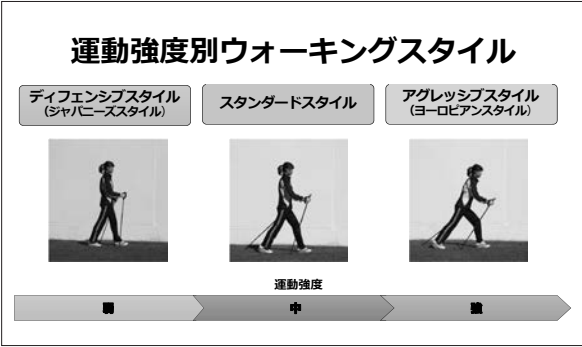 運動強度別ウォーキングスタイル
ディフェンシブスタイル
(ジャパニーズスタイル)
スタンダードスタイル
アグレッシブスタイル
(ヨーロピアンスタイル)
運動強度
弱
中
強